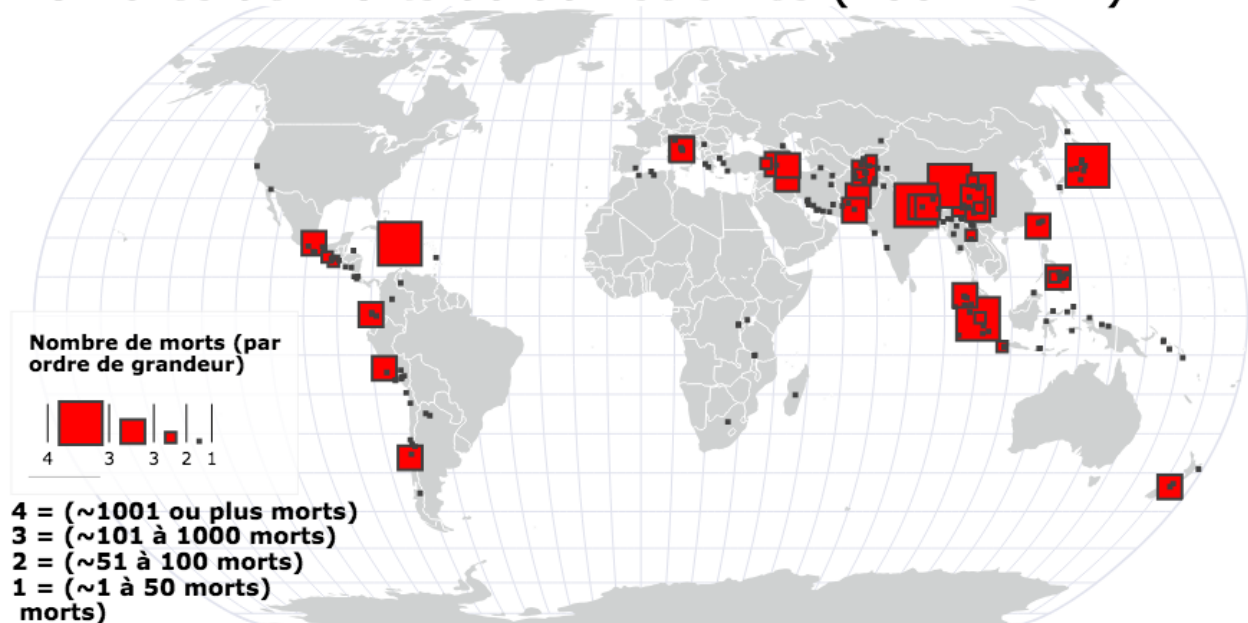 Nombre de morts (par
ordre de grandeur)
4 3 3 2 1
4 = (~1001 ou plus morts)
3 = (~101 à 1000 morts)
2 = (~51 à 100 morts)
1 = (~1 à 50 morts)
morts)